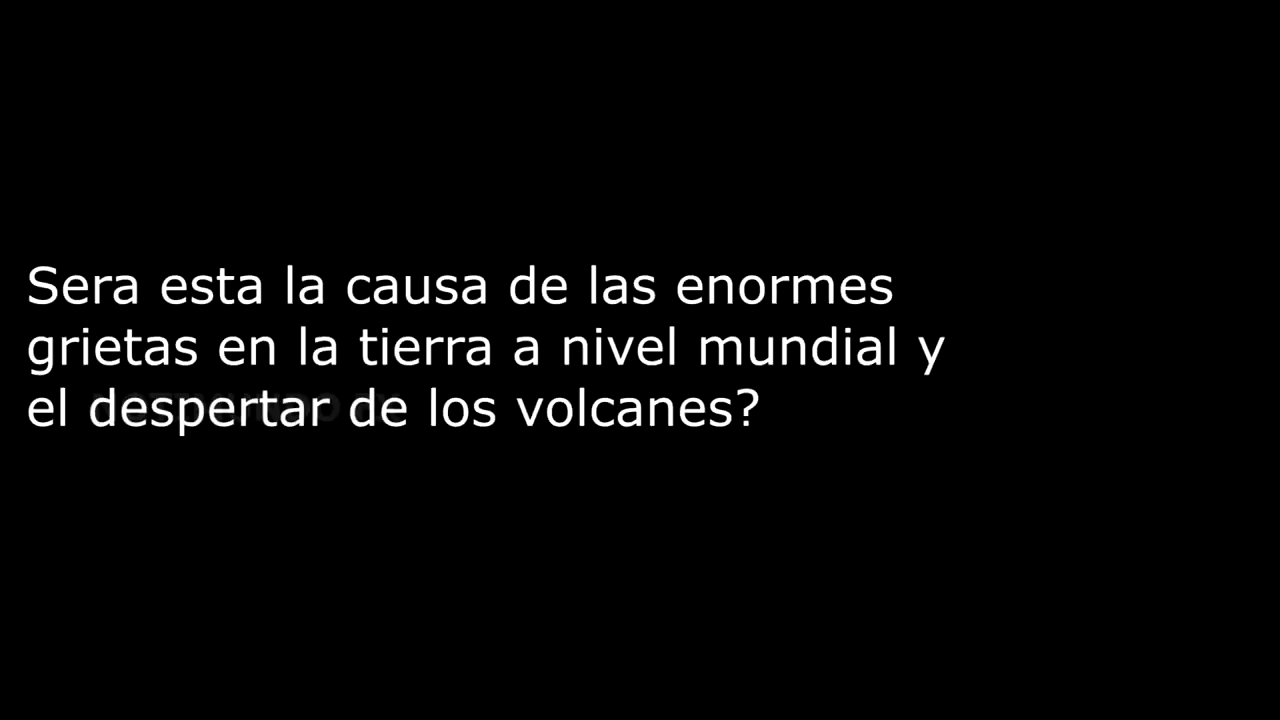 Sera esta la causa de las enormes
grietas en la tierra a nivel mundial y
el despertar de los volcanes?